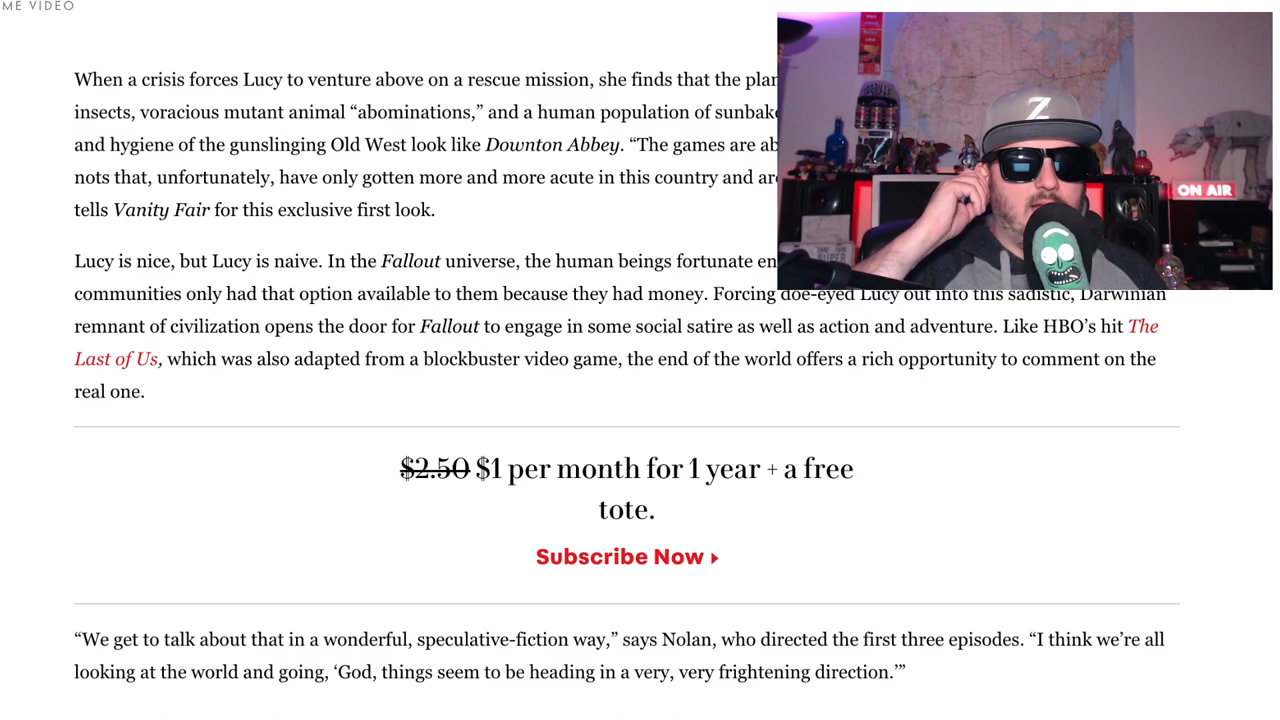 ME VIDEO
When a crisis forces Lucy to venture above on a rescue mission, she finds that the plan
insects, voracious mutant animal “abominations,” and a human population of sunbake
and hygiene of the gunslinging Old West look like Downton Abbey. “The games are ab
nots that, unfortunately, have only gotten more and more acute in this country and are
tells Vanity Fair for this exclusive first look.
Lucy is nice, but Lucy is naive. In the Fallout universe, the human beings fortunate en
communities only had that option available to them because they had money. Forcing doe-eyed Lucy out into this sadistic, Darwinian
remnant of civilization opens the door for Fallout to engage in some social satire as well as action and adventure. Like HBO’s hit The
Last of Us, which was also adapted from a blockbuster video game, the end of the world offers a rich opportunity to comment on the
real one.
$2.50 $1 per month for 1 year + a free
tote.
Subscribe Now
“We get to talk about that in a wonderful, speculative-fiction way,” says Nolan, who directed the first three episodes. “I think we’re all
looking at the world and going, ‘God, things seem to be heading in a very, very frightening direction.’”
Z
ON AIR
SUPER